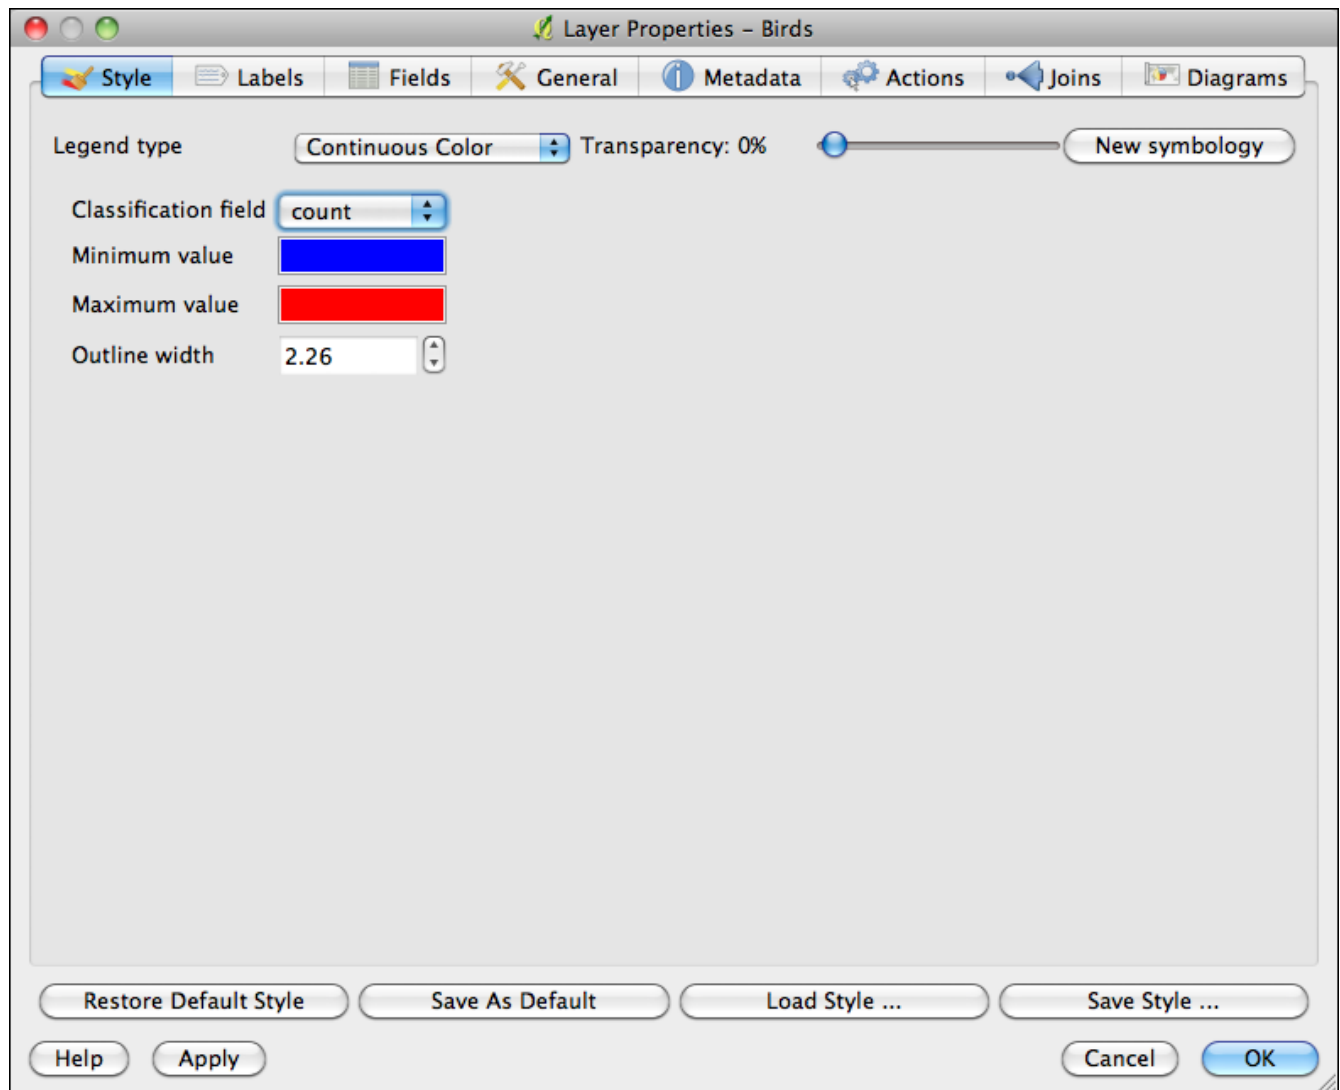 Layer Properties – Birds
Style Labels Fields General Metadata Actions Joins Diagrams
Legend type Continuous Color Transparency: 0% New symbology
Classification field count
Minimum value
Maximum value
Outline width 2.26
Restore Default Style Save As Default Load Style ... Save Style ...
Help Apply Cancel OK